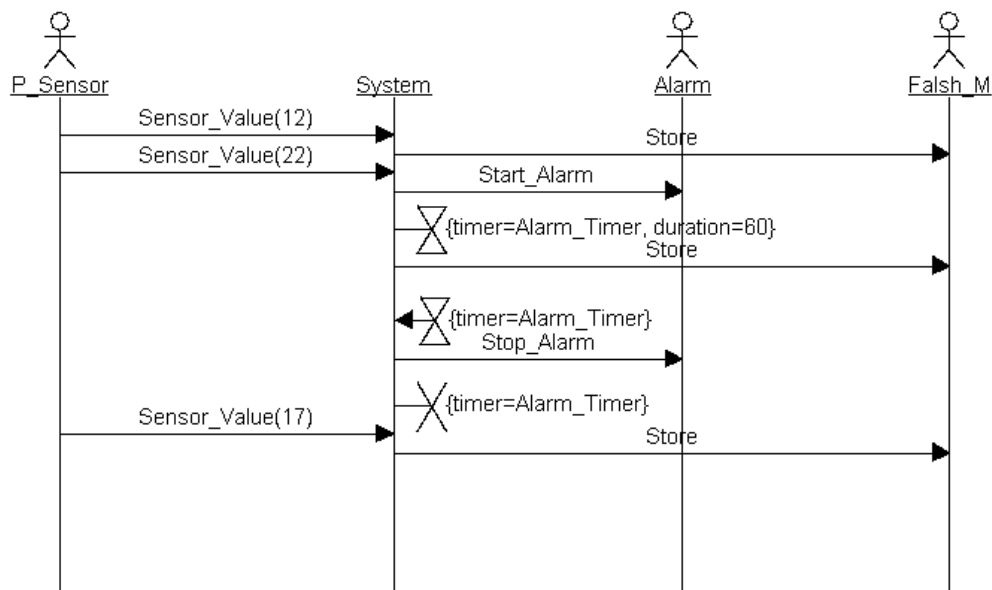 P_Sensor
System
Alarm
Falsh_M
Sensor_Value(12)
Store
Sensor_Value(22)
Start_Alarm
{timer=Alarm_Timer, duration=60}
Store
{timer=Alarm_Timer}
Stop_Alarm
{timer=Alarm_Timer}
Sensor_Value(17)
Store